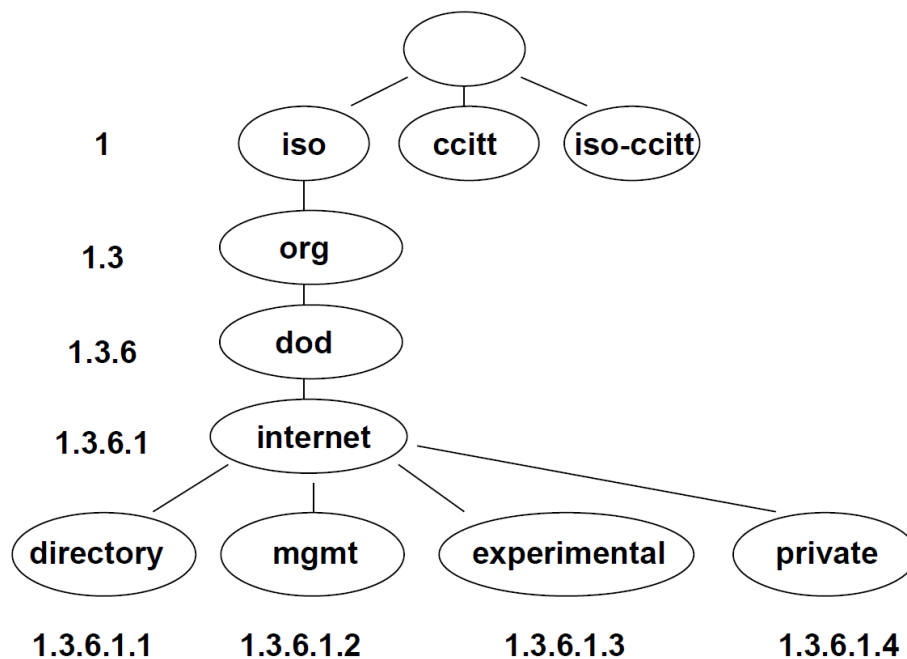 1 iso ccitt iso-ccitt
1.3 org
1.3.6 dod
1.3.6.1 internet
directory mgmt experimental private
1.3.6.1.1 1.3.6.1.2 1.3.6.1.3 1.3.6.1.4